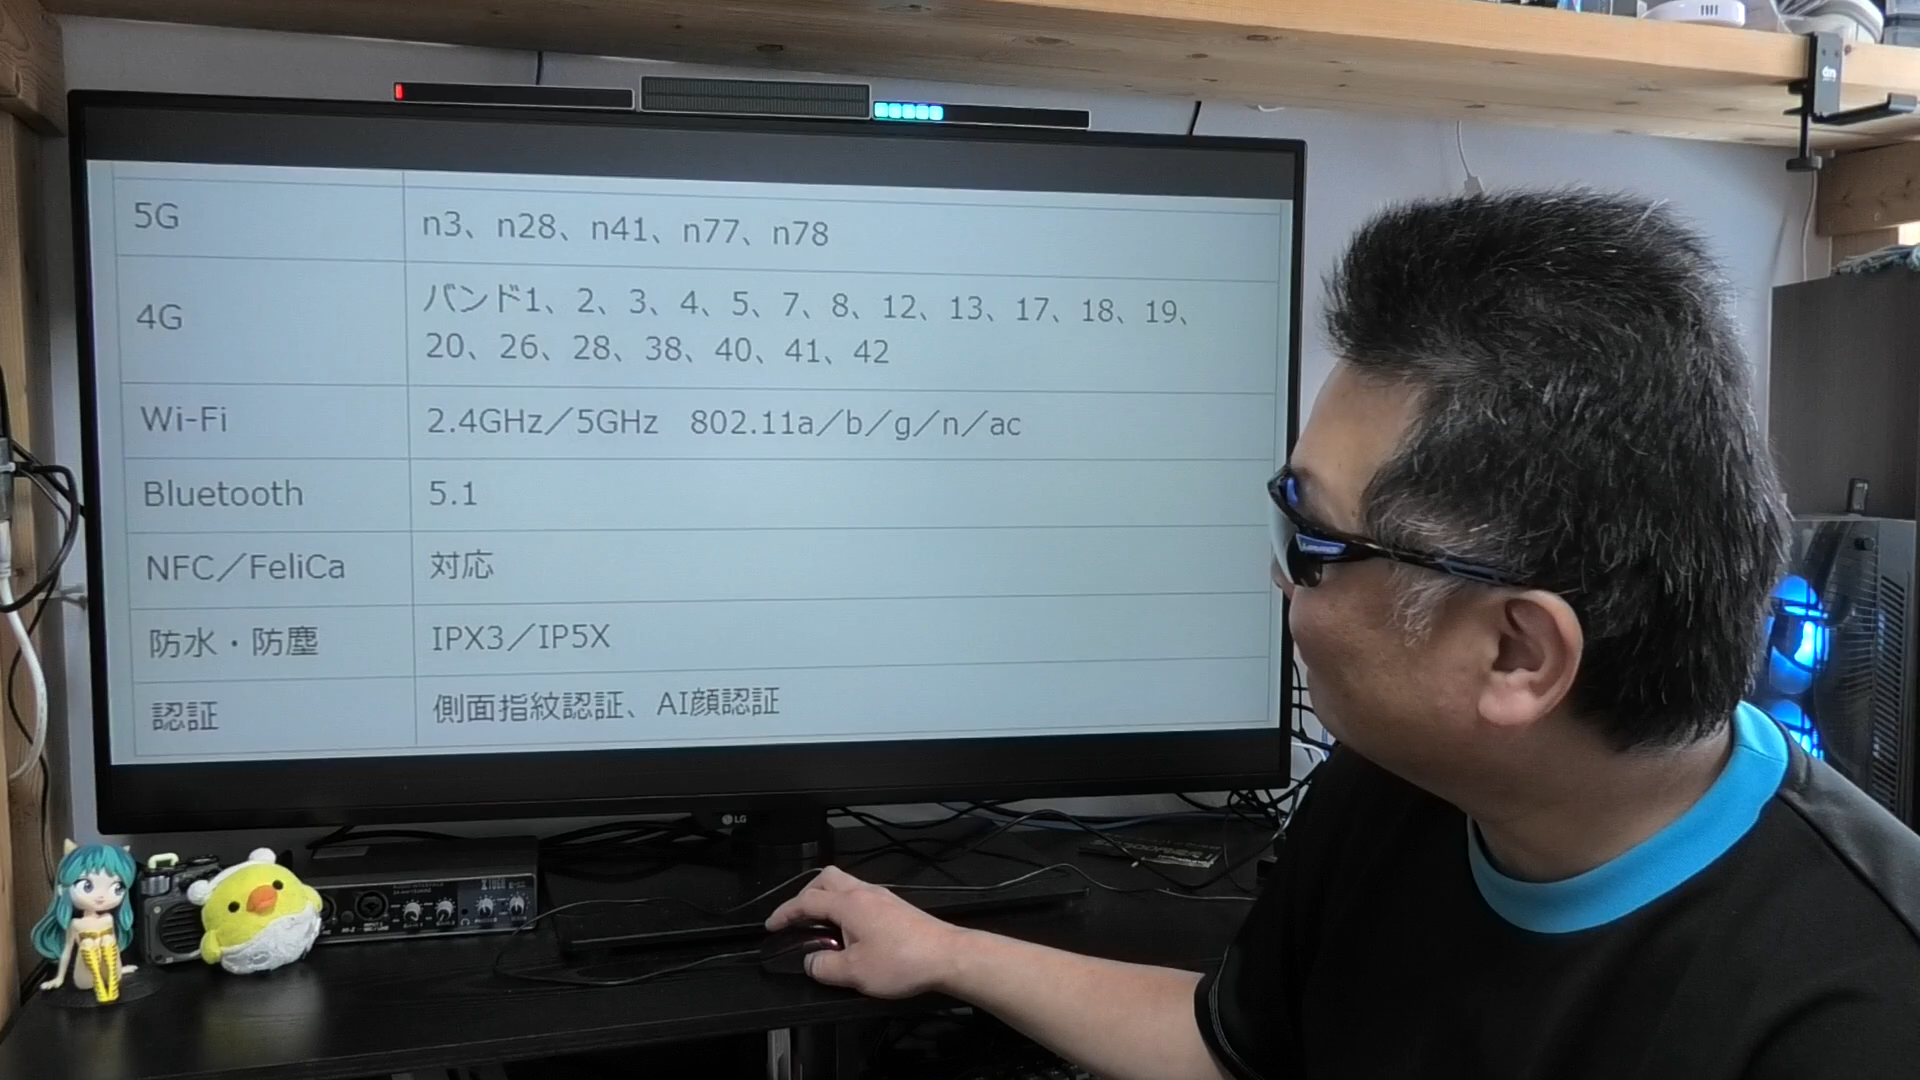 5G
n3、n28、n41、n77、n78
4G
バンド1、2、3、4、5、7、8、12、13、17、18、19、
20、26、28、38、40、41、42
Wi-Fi
2.4GHz／5GHz 802.11a／b／g／n／ac
Bluetooth
5.1
NFC／FeliCa
対応
防水・防塵
IPX3／IP5X
認証
側面指紋認証、AI顔認証
LG